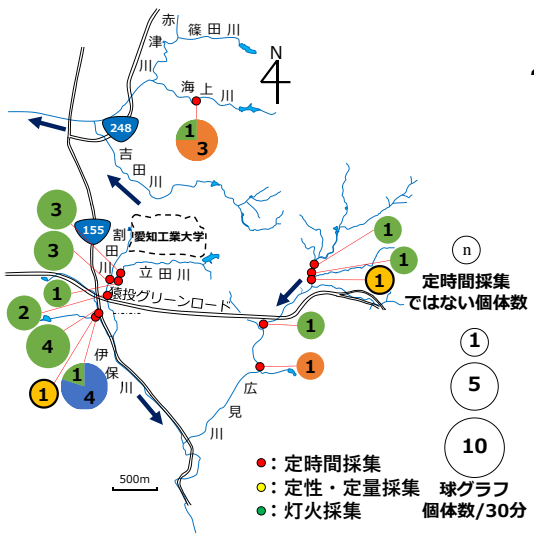 赤津川
篠田川
N
海上川
248
1
3
吉田川
3
155
愛知工業大学
割田川
3
立田川
1
1
1
1
猿投グリーンロード
2
4
1
1
4
伊保川
1
1
広見川
n
定時間採集
ではない個体数
1
5
10
球グラフ
個体数/30分
500m
●：定時間採集
●：定性・定量採集
●：灯火採集